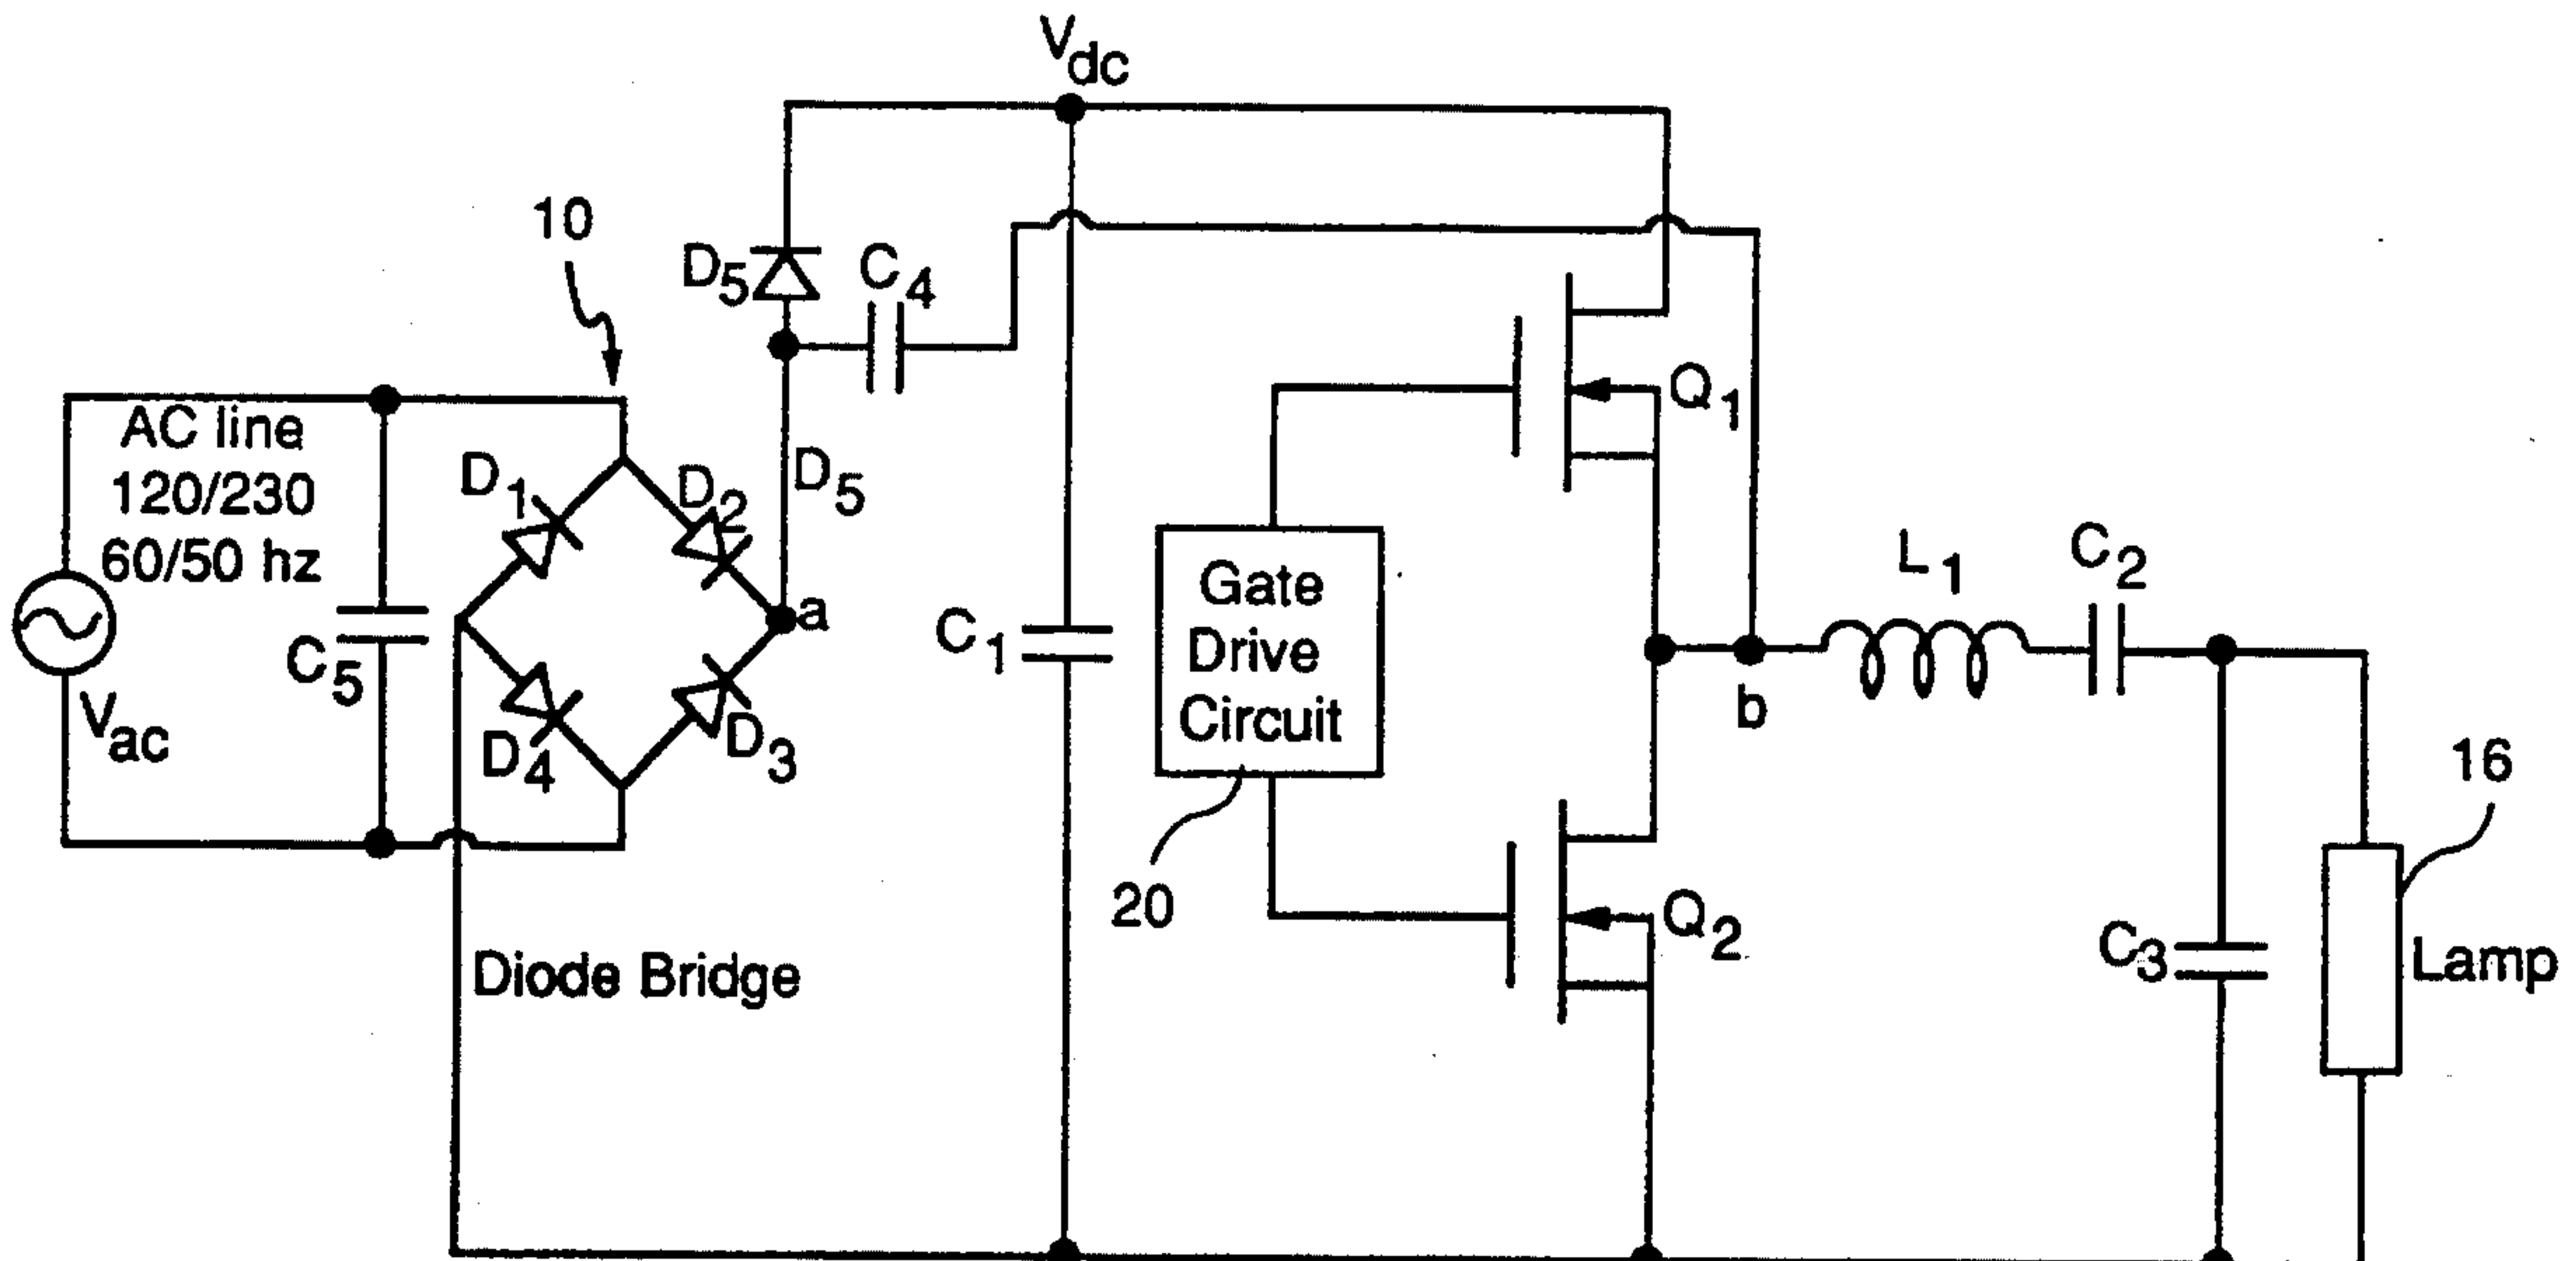 Vdc
10
D5
C4
Q1
AC line
120/230
60/50 hz
D1
D2
D5
a
Vac
C5
D4
D3
C1
Gate
Drive
Circuit
20
L1
C2
b
16
Q2
C3
Lamp
Diode Bridge